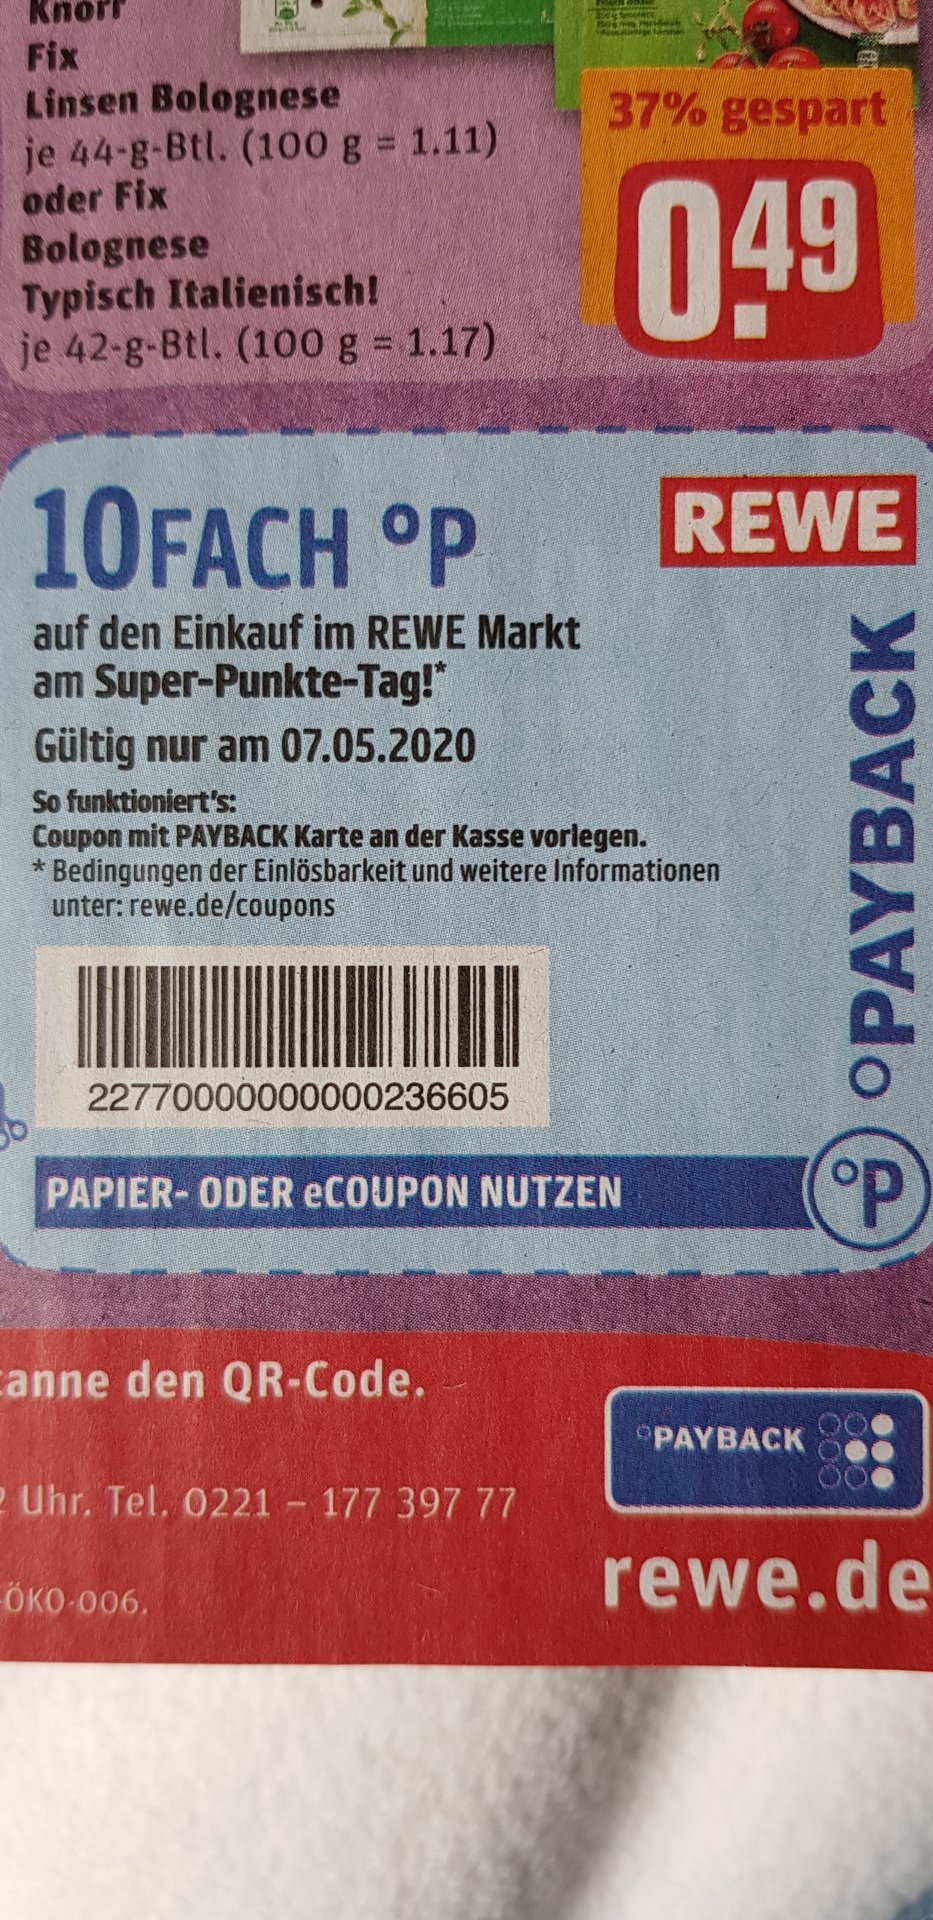 Knorr
Fix
Linsen Bolognese
je 44-g-Btl. (100 g = 1.11)
oder Fix
Bolognese
Typisch Italienisch!
je 42-g-Btl. (100 g = 1.17)
37% gespart
0.49
10FACH °P
REWE
auf den Einkauf im REWE Markt
am Super-Punkte-Tag!*
Gültig nur am 07.05.2020
So funktioniert's:
Coupon mit PAYBACK Karte an der Kasse vorlegen.
* Bedingungen der Einlösbarkeit und weitere Informationen
unter: rewe.de/coupons
°PAYBACK
2277000000000000236605
PAPIER- ODER eCOUPON NUTZEN
°P
canne den QR-Code.
°PAYBACK
2 Uhr. Tel. 0221 – 177 397 77
rewe.de
-ÖKO-006.